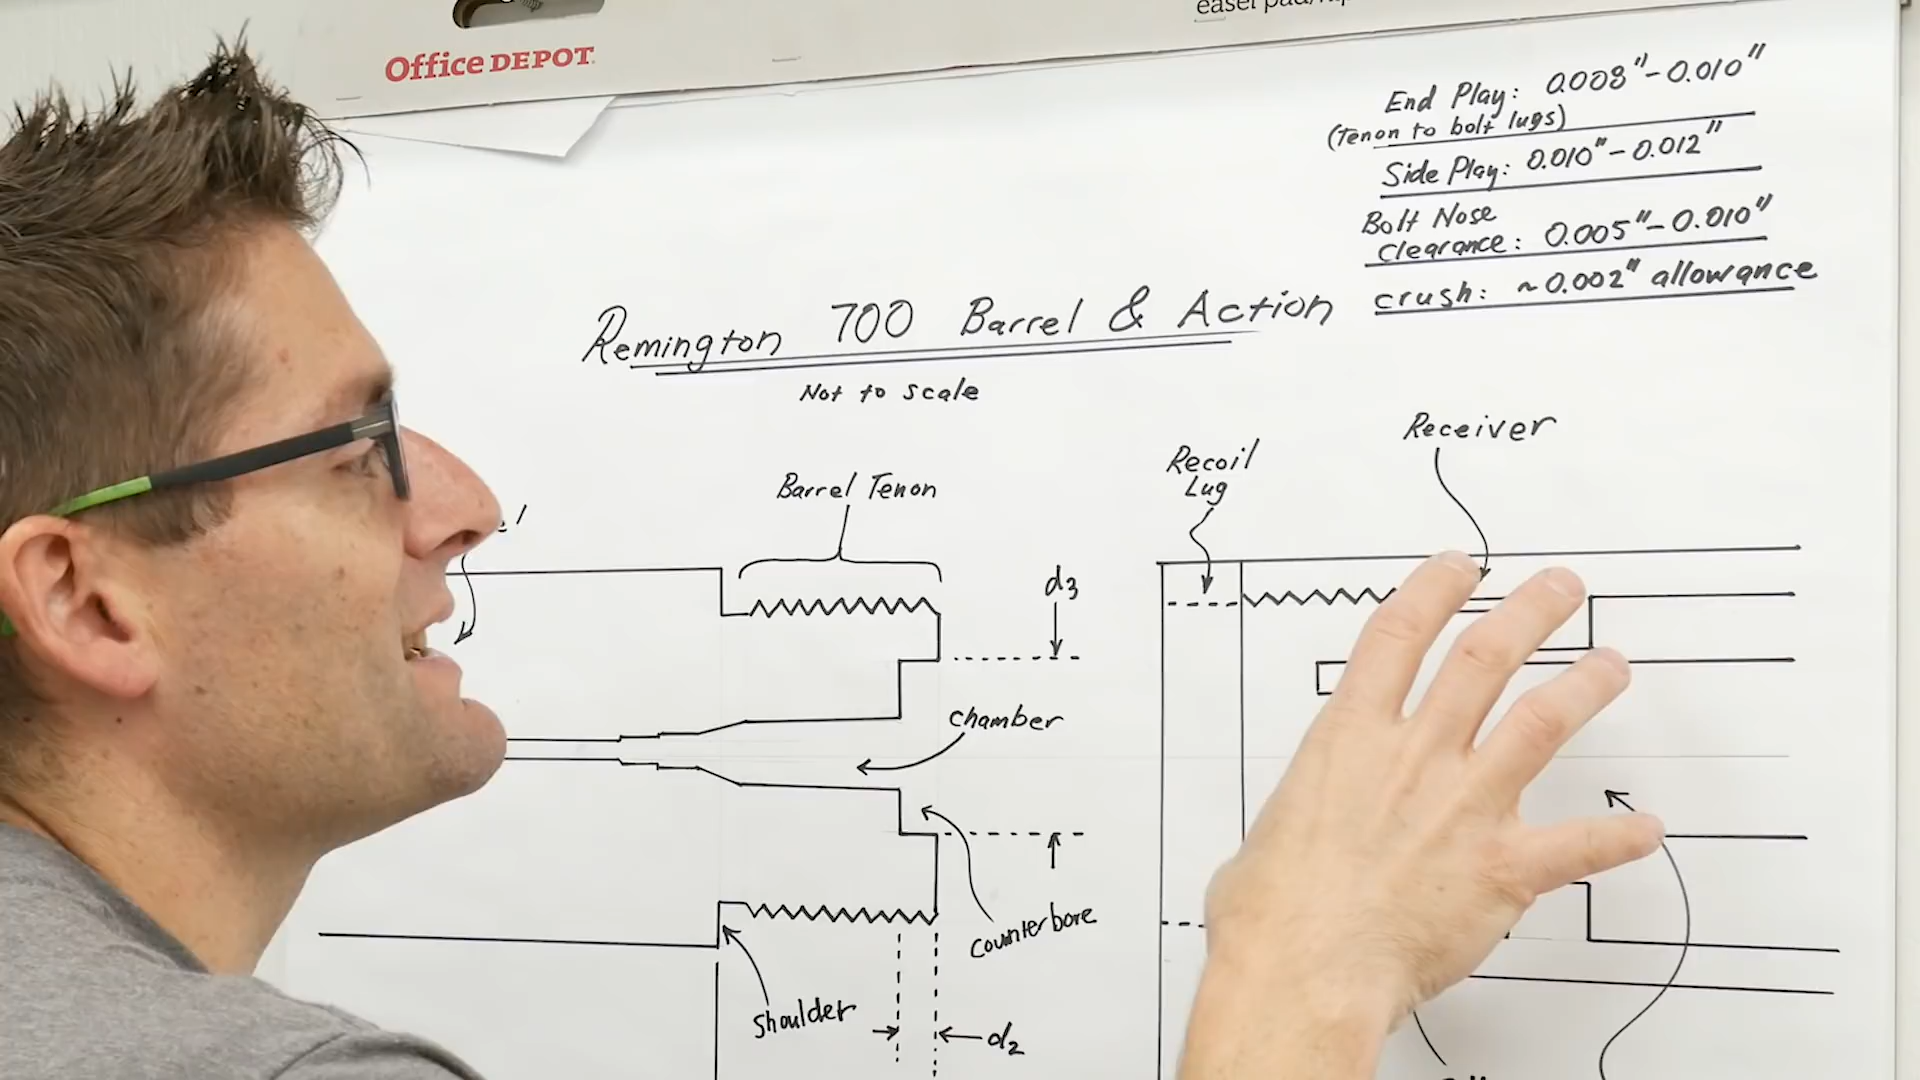 Office DEPOT
End Play: 0.008"-0.010"
(Tenon to bolt lugs)
Side Play: 0.010"-0.012"
Bolt Nose
Clearance: 0.005"-0.010"
crush: ~0.002" allowance
Remington 700 Barrel & Action
Not to scale
Receiver
Recoil
Lug
Barrel Tenon
d3
chamber
counterbore
shoulder
d2